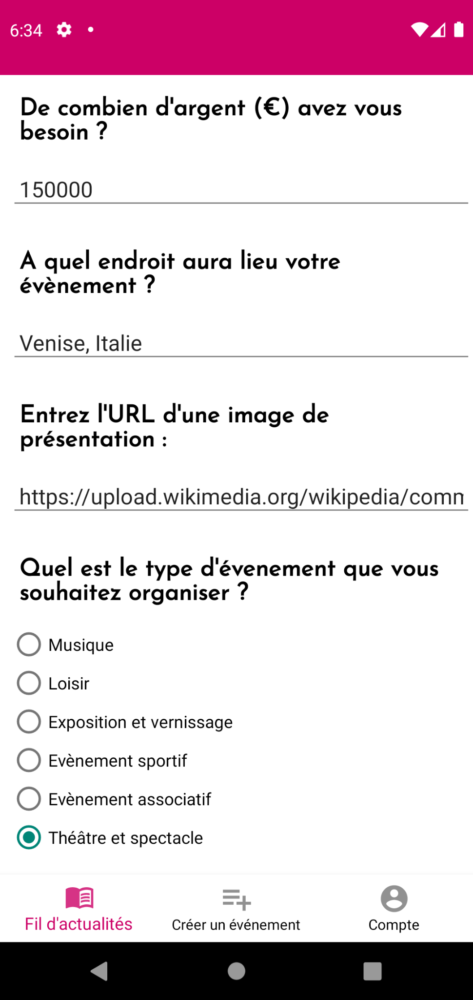 6:34
De combien d'argent (€) avez vous
besoin ?
150000
A quel endroit aura lieu votre
évènement ?
Venise, Italie
Entrez l'URL d'une image de
présentation :
https://upload.wikimedia.org/wikipedia/comm
Quel est le type d'évenement que vous
souhaitez organiser ?
Musique
Loisir
Exposition et vernissage
Evènement sportif
Evènement associatif
Théâtre et spectacle
Fil d'actualités
Créer un événement
Compte